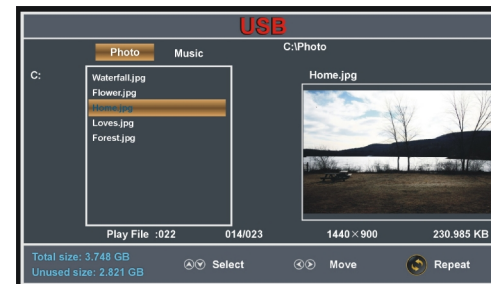 USB
Photo Music C:\Photo
C: Home.jpg
Waterfall.jpg
Flower.jpg
Home.jpg
Loves.jpg
Forest.jpg
Play File :022 014/023 1440×900 230.985 KB
Total size: 3.748 GB
Unused size: 2.821 GB
Select Move Repeat